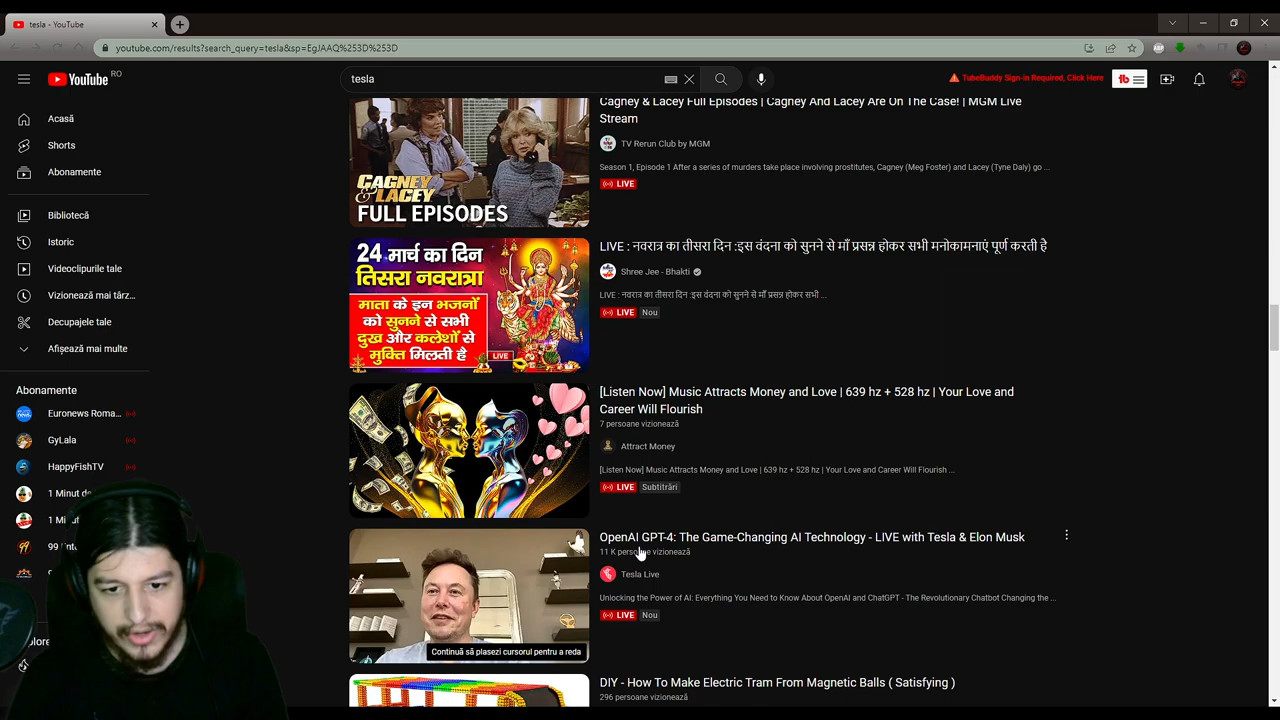 tesla - YouTube
youtube.com/results?search_query=tesla&sp=EgJAAQ%253D%253D
YouTube RO
tesla
TubeBuddy Sign-in Required, Click Here
tb
Acasă
Shorts
Abonamente
Bibliotecă
Istoric
Videoclipurile tale
Vizionează mai târz...
Decupajele tale
Afișează mai multe
Abonamente
Euronews Roma...
GyLala
HappyFishTV
1 Minut de
1 Mi
99
Cagney & Lacey Full Episodes | Cagney And Lacey Are On The Case! | MGM Live
Stream
TV Rerun Club by MGM
Season 1, Episode 1 After a series of murders take place involving prostitutes, Cagney (Meg Foster) and Lacey (Tyne Daly) go ...
LIVE
CAGNEY
& LACEY
FULL EPISODES
LIVE : नवरात्र का तीसरा दिन :इस वंदना को सुनने से माँ प्रसन्न होकर सभी मनोकामनाएं पूर्ण करती है
Shree Jee - Bhakti
LIVE : नवरात्र का तीसरा दिन :इस वंदना को सुनने से माँ प्रसन्न होकर सभी ...
LIVE Nou
24 मार्च का दिन
तिसरा नवरात्रा
माता के इन भजनों
को सुनने से सभी
दुख और कलेशों से
मुक्ति मिलती है
LIVE
[Listen Now] Music Attracts Money and Love | 639 hz + 528 hz | Your Love and
Career Will Flourish
7 persoane vizionează
Attract Money
[Listen Now] Music Attracts Money and Love | 639 hz + 528 hz | Your Love and Career Will Flourish ...
LIVE Subtitrări
OpenAI GPT-4: The Game-Changing AI Technology - LIVE with Tesla & Elon Musk
11 K persoane vizionează
Tesla Live
Unlocking the Power of AI: Everything You Need to Know About OpenAI and ChatGPT - The Revolutionary Chatbot Changing the ...
LIVE Nou
Continuă să plasezi cursorul pentru a reda
DIY - How To Make Electric Tram From Magnetic Balls ( Satisfying )
296 persoane vizionează